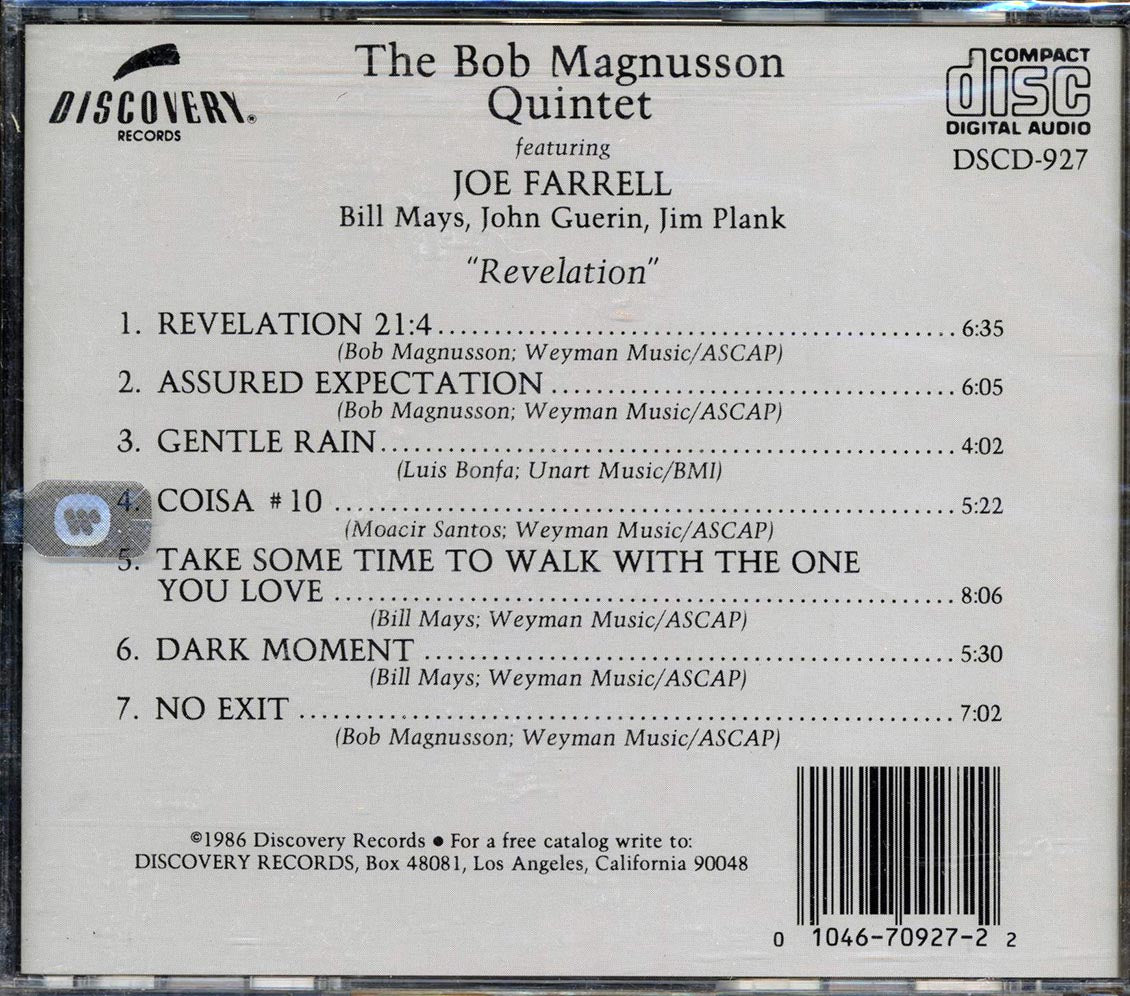 DISCOVERY®
RECORDS
The Bob Magnusson
Quintet
featuring
JOE FARRELL
Bill Mays, John Guerin, Jim Plank
"Revelation"
COMPACT
disc
DIGITAL AUDIO
DSCD-927
1. REVELATION 21:4 6:35
(Bob Magnusson; Weyman Music/ASCAP)
2. ASSURED EXPECTATION 6:05
(Bob Magnusson; Weyman Music/ASCAP)
3. GENTLE RAIN 4:02
(Luis Bonfa; Unart Music/BMI)
4. COISA #10 5:22
(Moacir Santos; Weyman Music/ASCAP)
5. TAKE SOME TIME TO WALK WITH THE ONE
YOU LOVE 8:06
(Bill Mays; Weyman Music/ASCAP)
6. DARK MOMENT 5:30
(Bill Mays; Weyman Music/ASCAP)
7. NO EXIT 7:02
(Bob Magnusson; Weyman Music/ASCAP)
©1986 Discovery Records ● For a free catalog write to:
DISCOVERY RECORDS, Box 48081, Los Angeles, California 90048
0 1046-70927-2 2